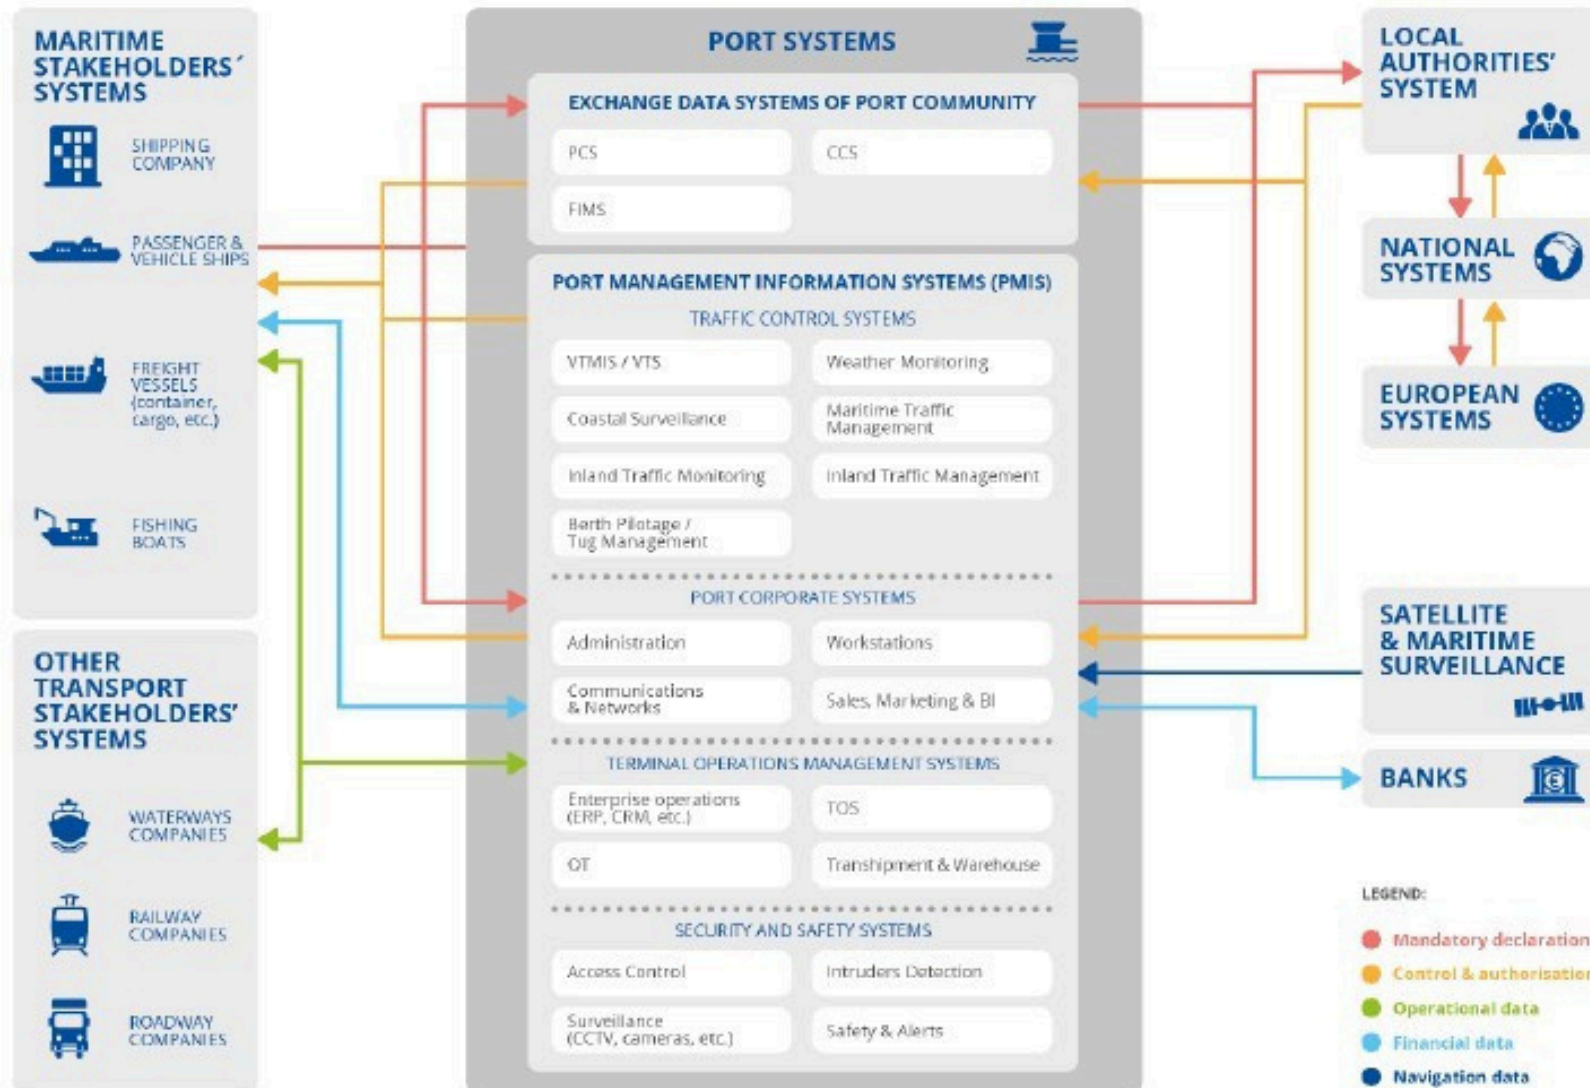 MARITIME
STAKEHOLDERS´
SYSTEMS
SHIPPING
COMPANY
PASSENGER &
VEHICLE SHIPS
FREIGHT
VESSELS
(container,
cargo, etc.)
FISHING
BOATS
OTHER
TRANSPORT
STAKEHOLDERS’
SYSTEMS
WATERWAYS
COMPANIES
RAILWAY
COMPANIES
ROADWAY
COMPANIES
PORT SYSTEMS
EXCHANGE DATA SYSTEMS OF PORT COMMUNITY
PCS
CCS
FIMS
PORT MANAGEMENT INFORMATION SYSTEMS (PMIS)
TRAFFIC CONTROL SYSTEMS
VTMIS / VTS
Weather Monitoring
Coastal Surveillance
Maritime Traffic
Management
Inland Traffic Monitoring
Inland Traffic Management
Berth Pilotage /
Tug Management
PORT CORPORATE SYSTEMS
Administration
Workstations
Communications
& Networks
Sales, Marketing & BI
TERMINAL OPERATIONS MANAGEMENT SYSTEMS
Enterprise operations
(ERP, CRM, etc.)
TOS
OT
Transhipment & Warehouse
SECURITY AND SAFETY SYSTEMS
Access Control
Intruders Detection
Surveillance
(CCTV, cameras, etc.)
Safety & Alerts
LOCAL
AUTHORITIES’
SYSTEM
NATIONAL
SYSTEMS
EUROPEAN
SYSTEMS
SATELLITE
& MARITIME
SURVEILLANCE
BANKS
LEGEND:
Mandatory declaration
Control & authorisation
Operational data
Financial data
Navigation data